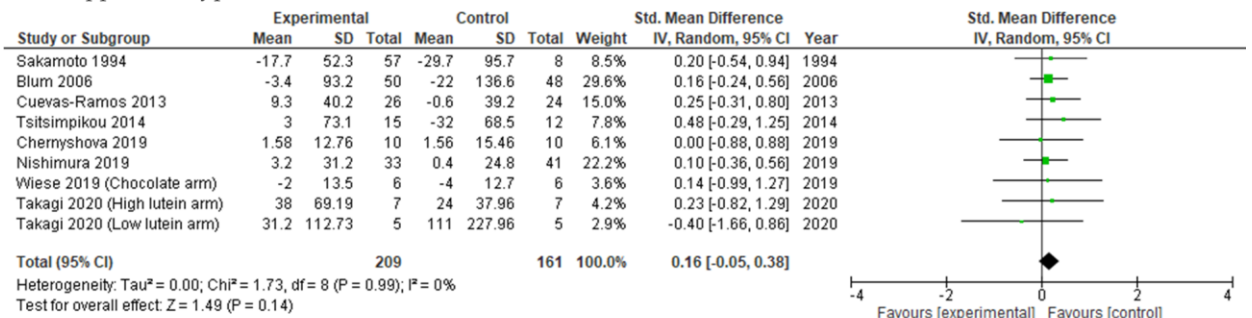 Experimental Control Std. Mean Difference Std. Mean Difference
Study or Subgroup Mean SD Total Mean SD Total Weight IV, Random, 95% CI Year IV, Random, 95% CI
Sakamoto 1994 -17.7 52.3 57 -29.7 95.7 8 8.5% 0.20 [-0.54, 0.94] 1994
Blum 2006 -3.4 93.2 50 -22 136.6 48 29.6% 0.16 [-0.24, 0.56] 2006
Cuevas-Ramos 2013 9.3 40.2 26 -0.6 39.2 24 15.0% 0.25 [-0.31, 0.80] 2013
Tsitsimpikou 2014 3 73.1 15 -32 68.5 12 7.8% 0.48 [-0.29, 1.25] 2014
Chernyshova 2019 1.58 12.76 10 1.56 15.46 10 6.1% 0.00 [-0.88, 0.88] 2019
Nishimura 2019 3.2 31.2 33 0.4 24.8 41 22.2% 0.10 [-0.36, 0.56] 2019
Wiese 2019 (Chocolate arm) -2 13.5 6 -4 12.7 6 3.6% 0.14 [-0.99, 1.27] 2019
Takagi 2020 (High lutein arm) 38 69.19 7 24 37.96 7 4.2% 0.23 [-0.82, 1.29] 2020
Takagi 2020 (Low lutein arm) 31.2 112.73 5 111 227.96 5 2.9% -0.40 [-1.66, 0.86] 2020
Total (95% CI) 209 161 100.0% 0.16 [-0.05, 0.38]
Heterogeneity: Tau² = 0.00; Chi² = 1.73, df = 8 (P = 0.99); I² = 0%
Test for overall effect: Z = 1.49 (P = 0.14)
-4 -2 0 2 4
Favours [experimental] Favours [control]